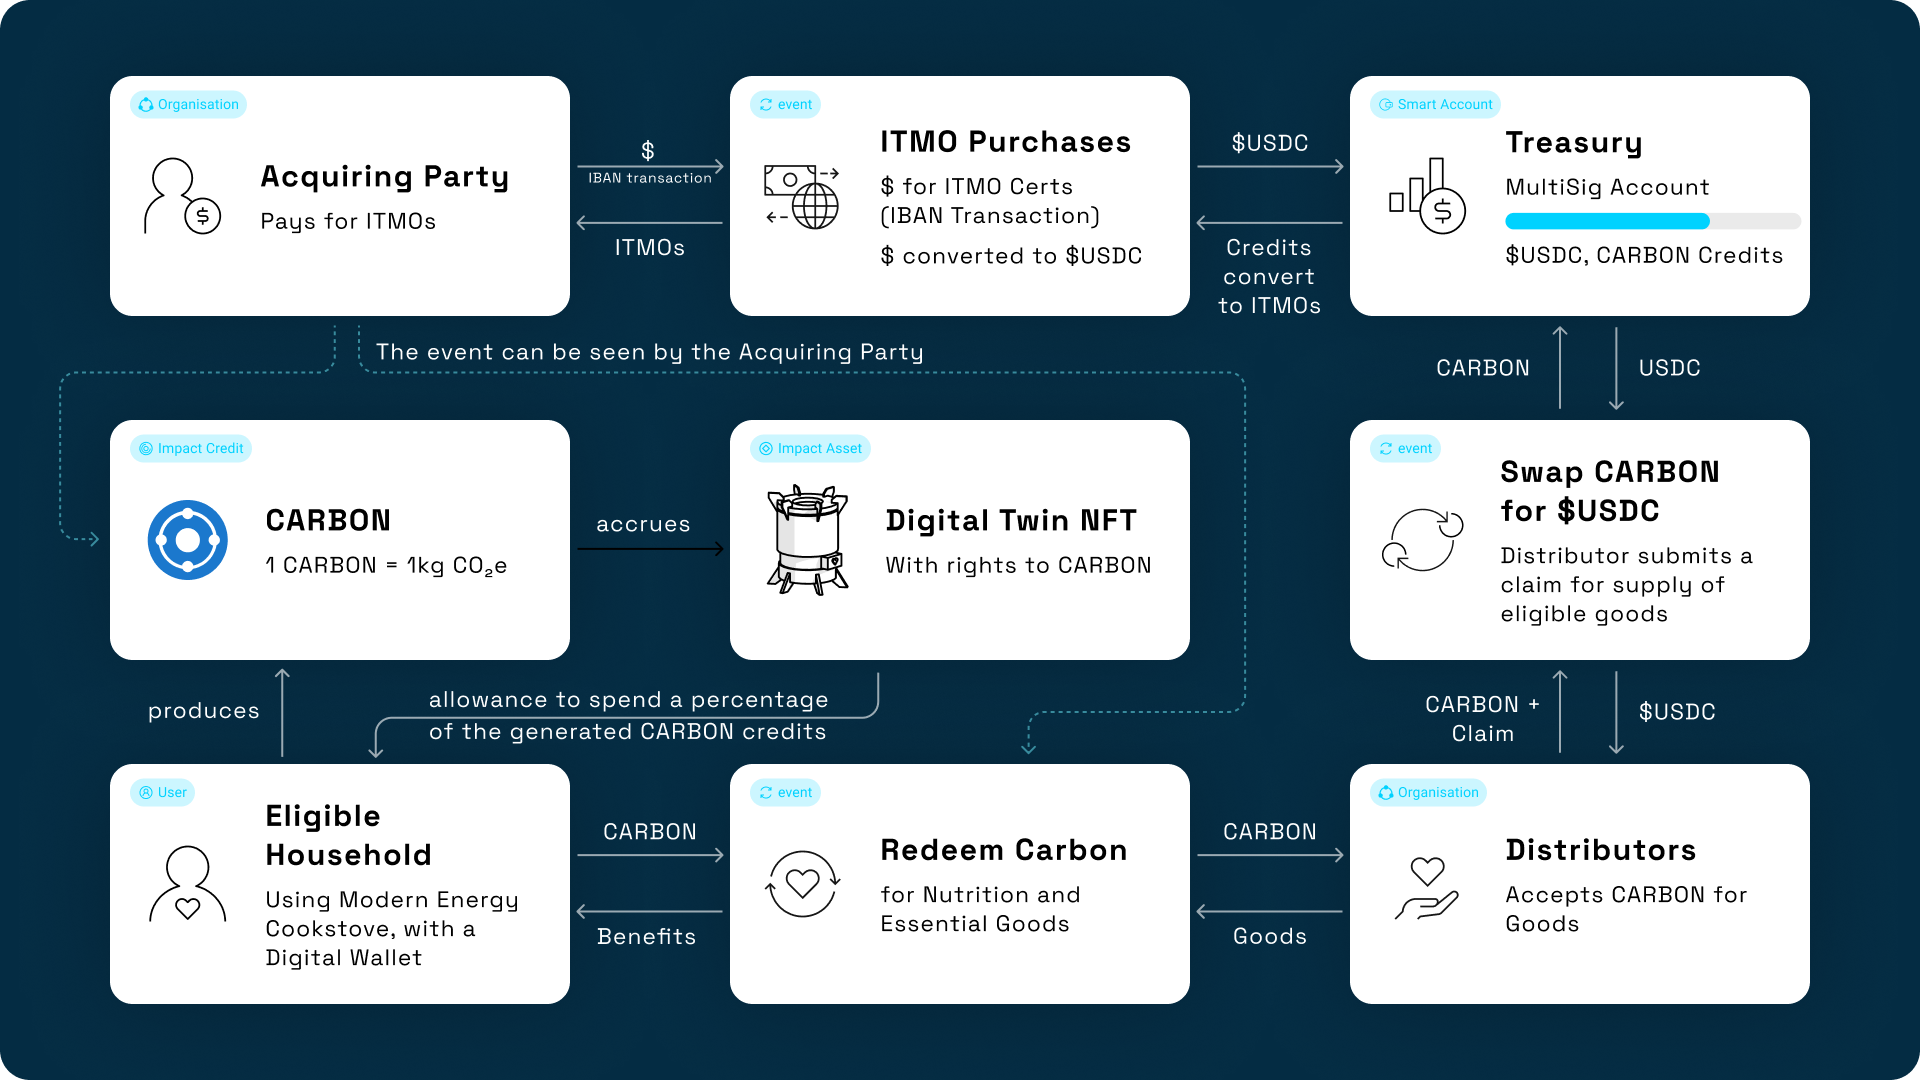 Organisation
Acquiring Party
Pays for ITMOs
$
IBAN transaction
ITMOs
event
ITMO Purchases
$ for ITMO Certs
(IBAN Transaction)
$ converted to $USDC
$USDC
Credits
convert
to ITMOs
Smart Account
Treasury
MultiSig Account
$USDC, CARBON Credits
The event can be seen by the Acquiring Party
CARBON
USDC
Impact Credit
CARBON
1 CARBON = 1kg CO₂e
accrues
Impact Asset
Digital Twin NFT
With rights to CARBON
event
Swap CARBON
for $USDC
Distributor submits a
claim for supply of
eligible goods
produces
allowance to spend a percentage
of the generated CARBON credits
CARBON +
Claim
$USDC
User
Eligible
Household
Using Modern Energy
Cookstove, with a
Digital Wallet
CARBON
Benefits
event
Redeem Carbon
for Nutrition and
Essential Goods
CARBON
Goods
Organisation
Distributors
Accepts CARBON for
Goods